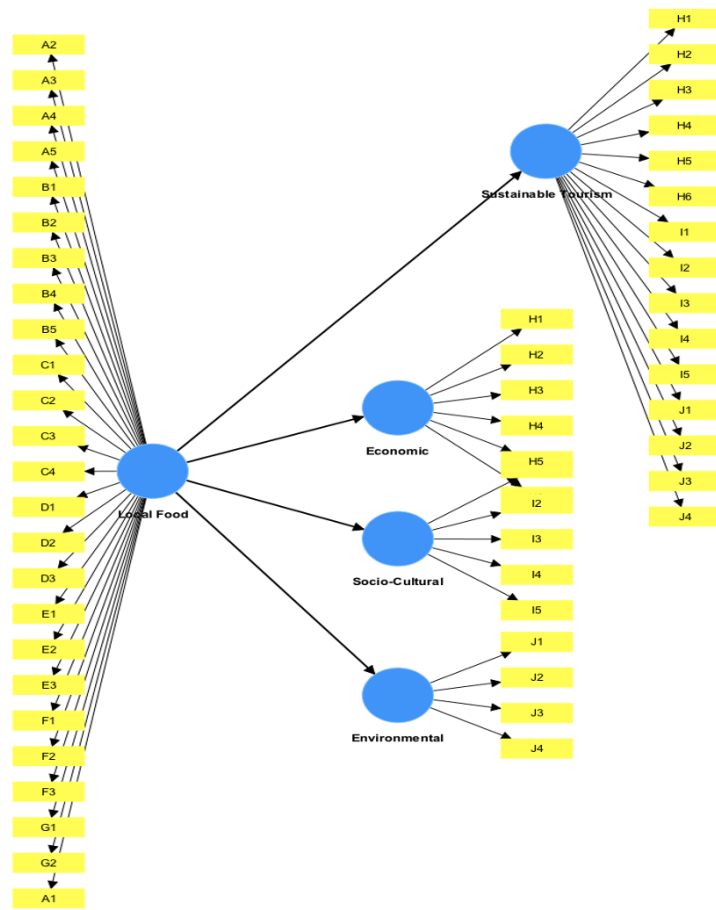 A2
A3
A4
A5
B1
B2
B3
B4
B5
C1
C2
C3
C4
D1
D2
D3
E1
E2
E3
F1
F2
F3
G1
G2
A1
Local Food
Sustainable Tourism
H1
H2
H3
H4
H5
H6
I1
I2
I3
I4
I5
J1
J2
J3
J4
Economic
H1
H2
H3
H4
H5
Socio-Cultural
I2
I3
I4
I5
Environmental
J1
J2
J3
J4